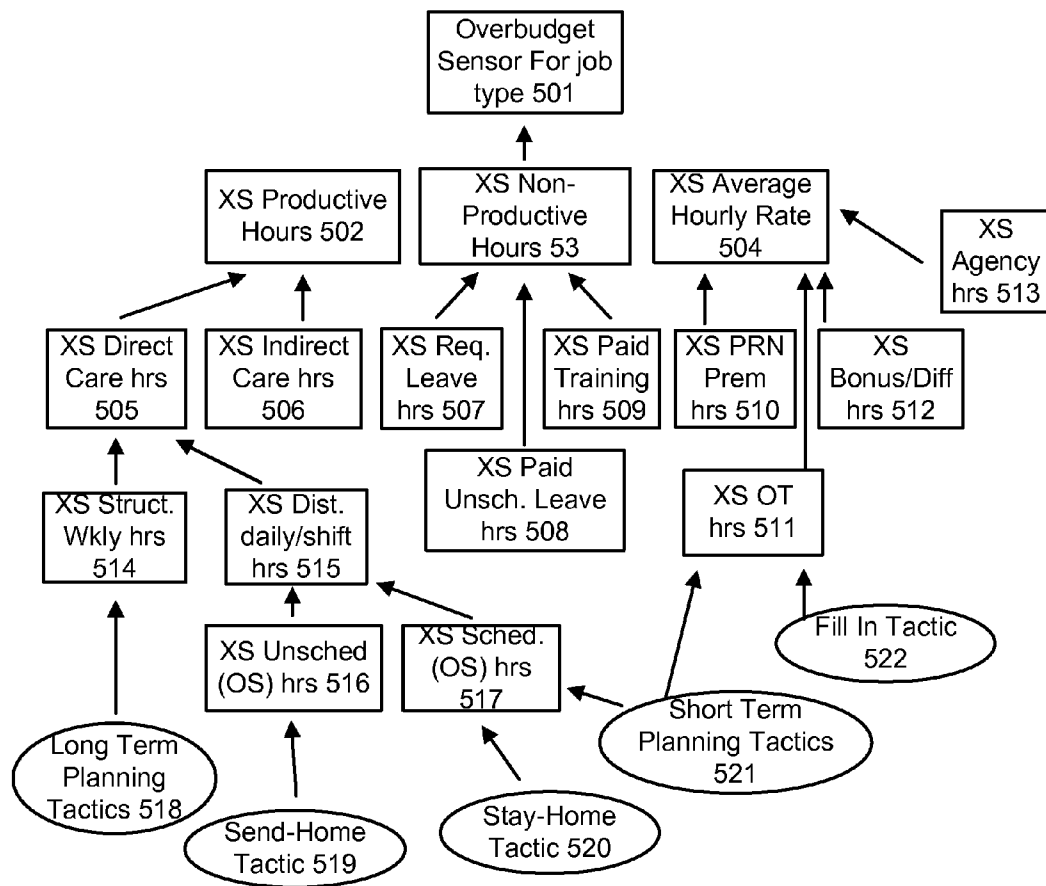 Overbudget
Sensor For job
type 501
XS Productive
Hours 502
XS Non-
Productive
Hours 53
XS Average
Hourly Rate
504
XS
Agency
hrs 513
XS Direct
Care hrs
505
XS Indirect
Care hrs
506
XS Req.
Leave
hrs 507
XS Paid
Training
hrs 509
XS PRN
Prem
hrs 510
XS
Bonus/Diff
hrs 512
XS Struct.
Wkly hrs
514
XS Dist.
daily/shift
hrs 515
XS Paid
Unsch. Leave
hrs 508
XS OT
hrs 511
XS Unsched
(OS) hrs 516
XS Sched.
(OS) hrs
517
Fill In Tactic
522
Long Term
Planning
Tactics 518
Short Term
Planning Tactics
521
Send-Home
Tactic 519
Stay-Home
Tactic 520